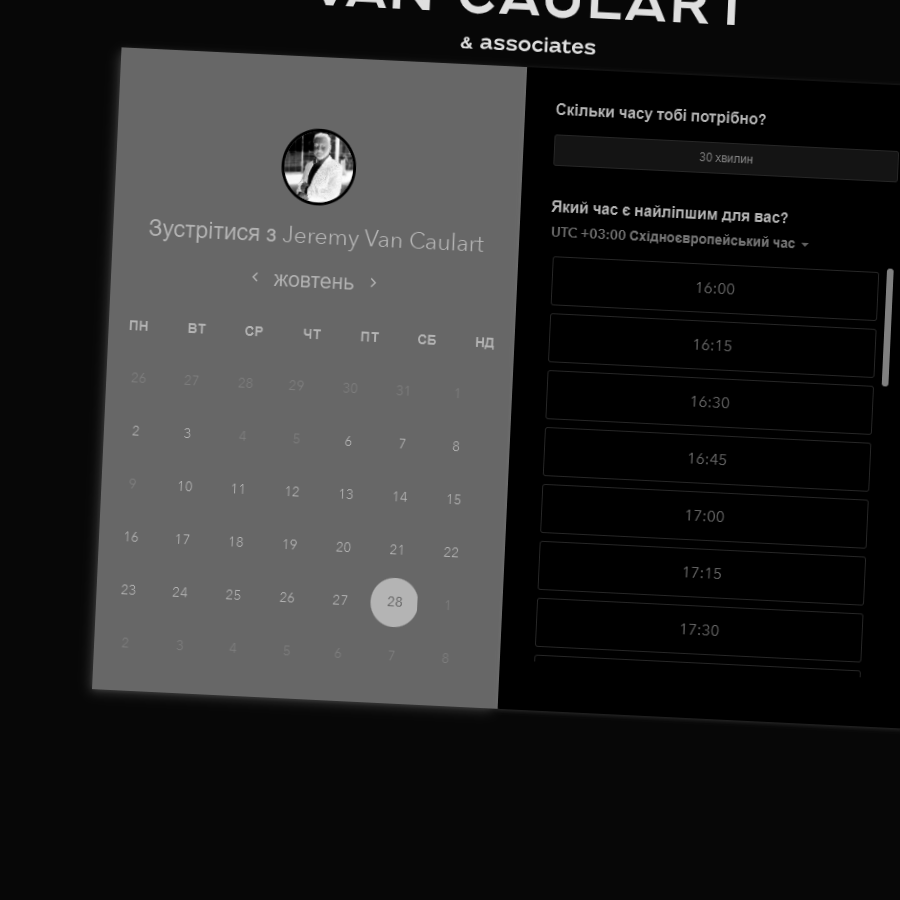 VAN CAULART
& associates
Зустрітися з Jeremy Van Caulart
жовтень
ПН ВТ СР ЧТ ПТ СБ НД
26 27 28 29 30 31 1
2 3 4 5 6 7 8
9 10 11 12 13 14 15
16 17 18 19 20 21 22
23 24 25 26 27 28 1
2 3 4 5 6 7 8
Скільки часу тобі потрібно?
30 хвилин
Який час є найліпшим для вас?
UTC +03:00 Східноєвропейський час
16:00
16:15
16:30
16:45
17:00
17:15
17:30